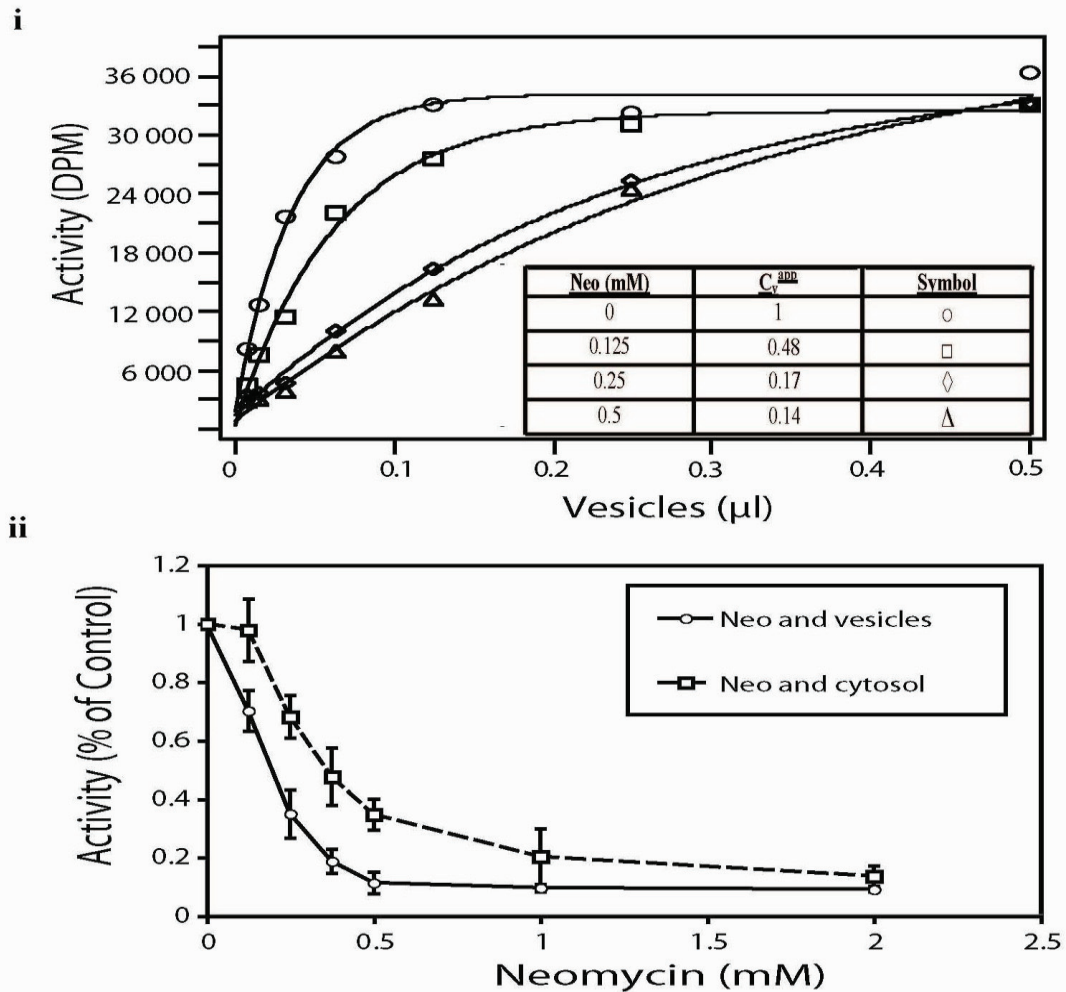 i
Activity (DPM)
36 000
30 000
24 000
18 000
12 000
6 000
0 0.1 0.2 0.3 0.4 0.5
Vesicles (µl)
Neo (mM) C_v^app Symbol
0 1 ○
0.125 0.48 □
0.25 0.17 ◊
0.5 0.14 Δ
ii
Activity (% of Control)
1.2
1
0.8
0.6
0.4
0.2
0
0 0.5 1 1.5 2 2.5
Neomycin (mM)
Neo and vesicles
Neo and cytosol